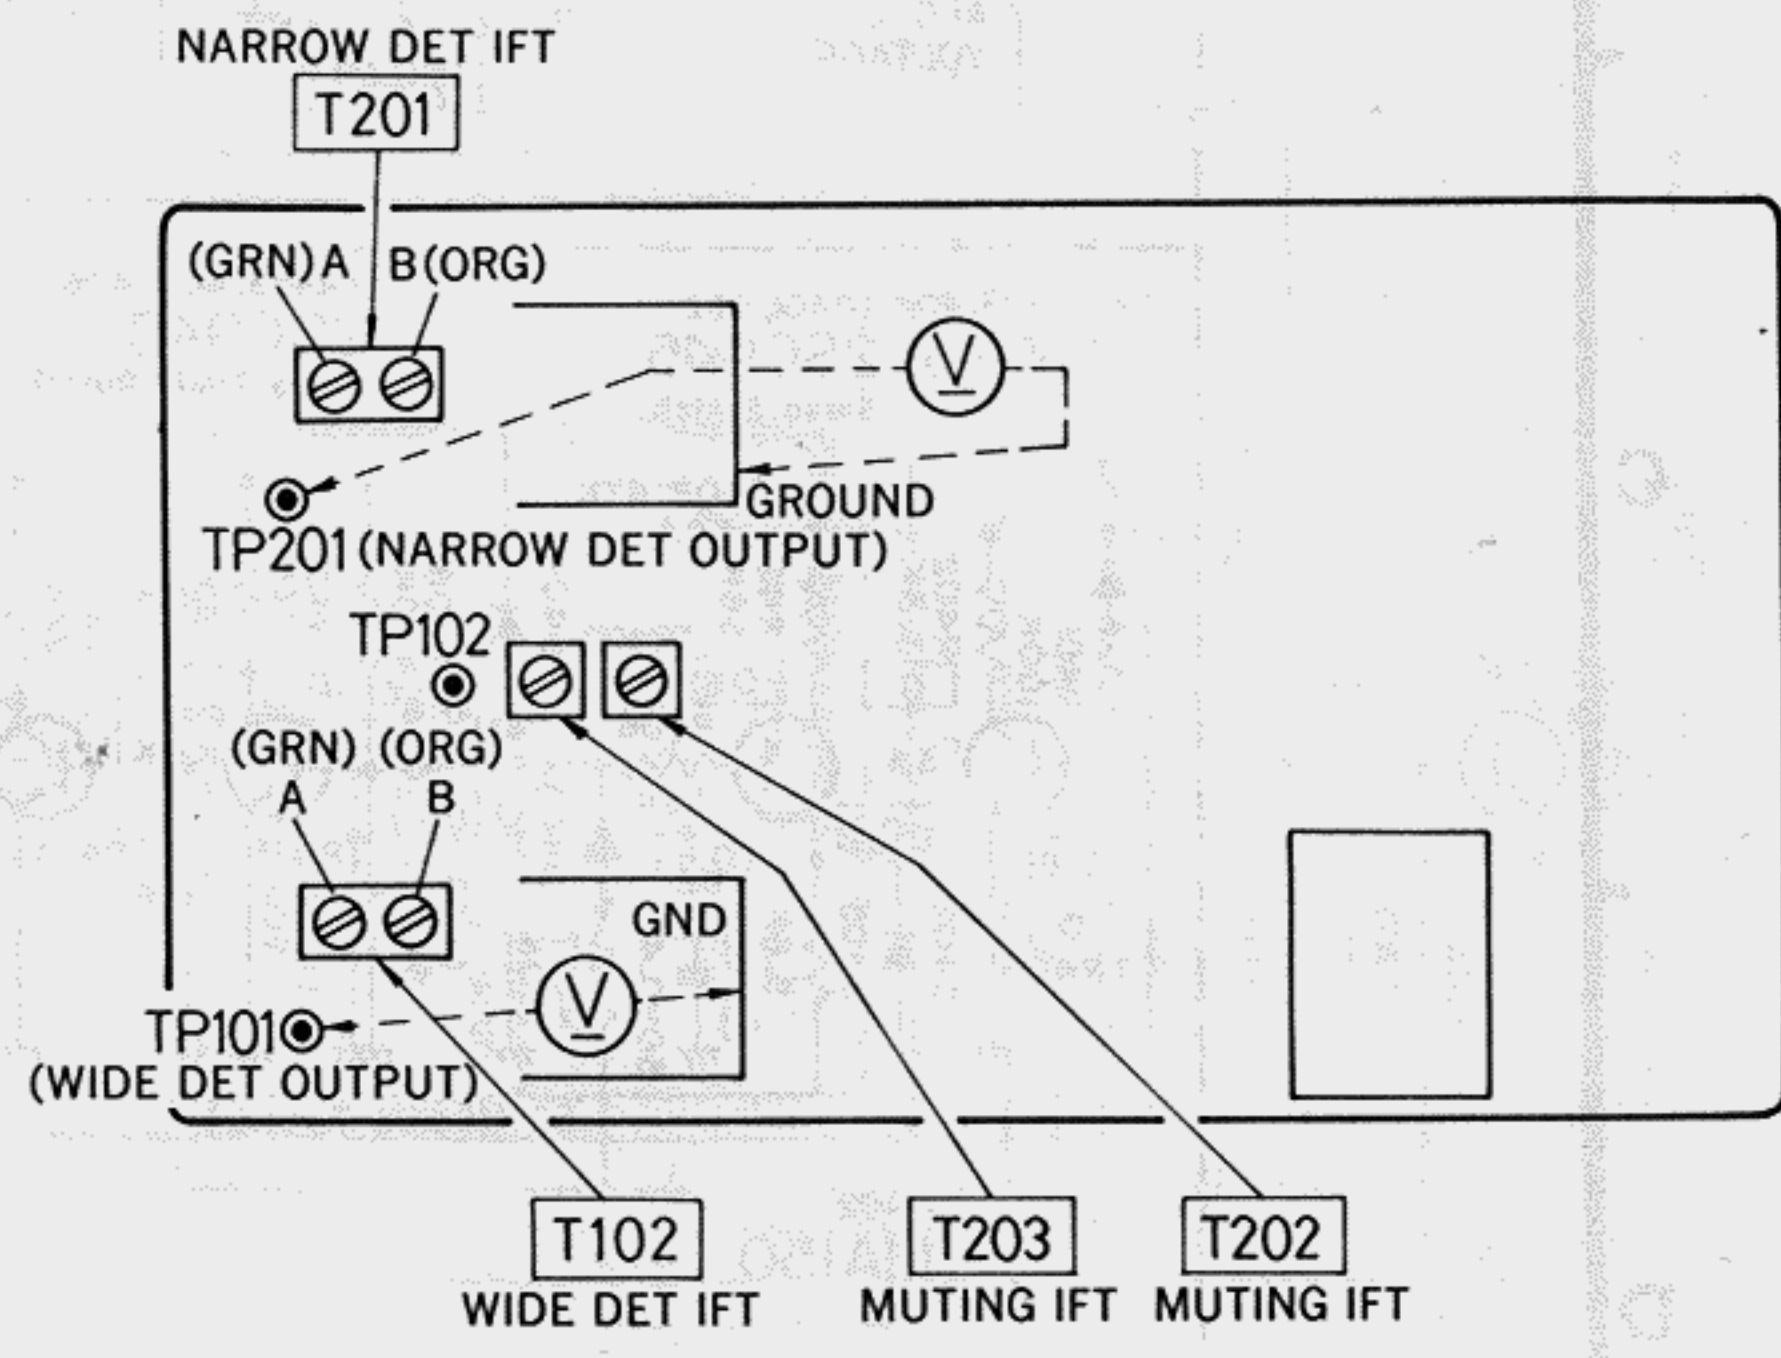 NARROW DET IFT
T201
(GRN) A B (ORG)
V
GROUND
TP201 (NARROW DET OUTPUT)
TP102
(GRN) (ORG)
A B
GND
V
TP101
(WIDE DET OUTPUT)
T102 T203 T202
WIDE DET IFT MUTING IFT MUTING IFT